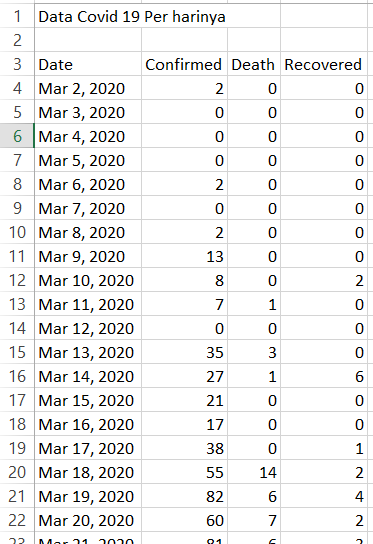 1 Data Covid 19 Per harinya
2
3 Date Confirmed Death Recovered
4 Mar 2, 2020 2 0 0
5 Mar 3, 2020 0 0 0
6 Mar 4, 2020 0 0 0
7 Mar 5, 2020 0 0 0
8 Mar 6, 2020 2 0 0
9 Mar 7, 2020 0 0 0
10 Mar 8, 2020 2 0 0
11 Mar 9, 2020 13 0 0
12 Mar 10, 2020 8 0 2
13 Mar 11, 2020 7 1 0
14 Mar 12, 2020 0 0 0
15 Mar 13, 2020 35 3 0
16 Mar 14, 2020 27 1 6
17 Mar 15, 2020 21 0 0
18 Mar 16, 2020 17 0 0
19 Mar 17, 2020 38 0 1
20 Mar 18, 2020 55 14 2
21 Mar 19, 2020 82 6 4
22 Mar 20, 2020 60 7 2
23 Mar 21, 2020 81 6